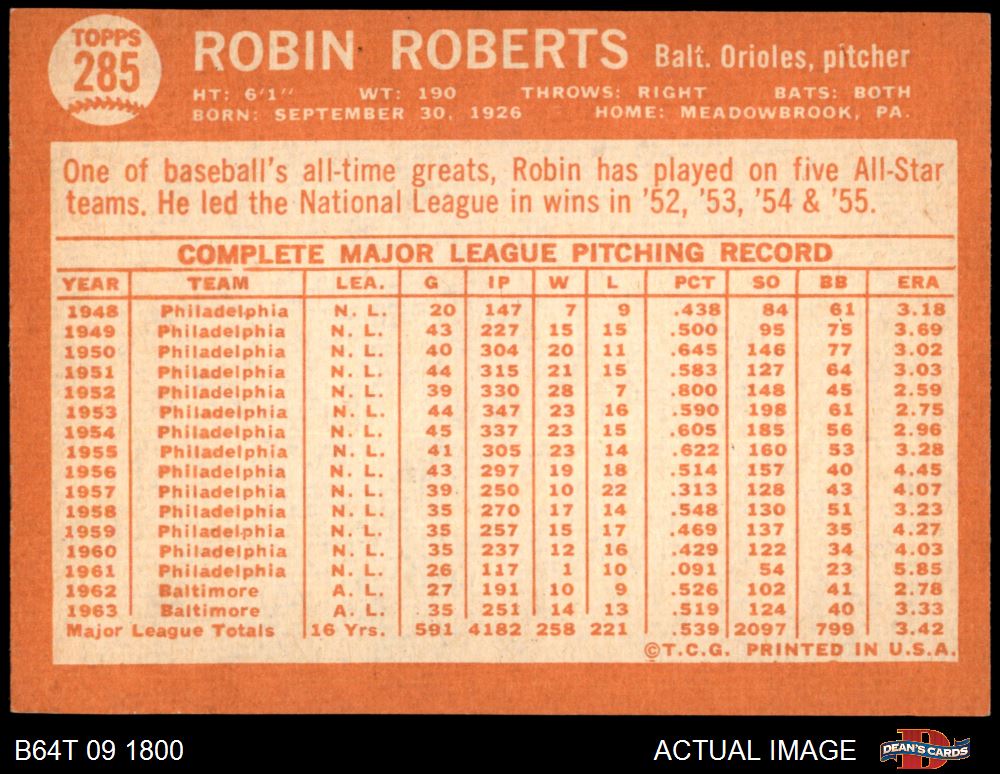 TOPPS
285
ROBIN ROBERTS Balt. Orioles, pitcher
HT: 6'1" WT: 190 THROWS: RIGHT BATS: BOTH
BORN: SEPTEMBER 30, 1926 HOME: MEADOWBROOK, PA.
One of baseball's all-time greats, Robin has played on five All-Star
teams. He led the National League in wins in '52, '53, '54 & '55.
COMPLETE MAJOR LEAGUE PITCHING RECORD
YEAR TEAM LEA. G IP W L PCT SO BB ERA
1948 Philadelphia N. L. 20 147 7 9 .438 84 61 3.18
1949 Philadelphia N. L. 43 227 15 15 .500 95 75 3.69
1950 Philadelphia N. L. 40 304 20 11 .645 146 77 3.02
1951 Philadelphia N. L. 44 315 21 15 .583 127 64 3.03
1952 Philadelphia N. L. 39 330 28 7 .800 148 45 2.59
1953 Philadelphia N. L. 44 347 23 16 .590 198 61 2.75
1954 Philadelphia N. L. 45 337 23 15 .605 185 56 2.96
1955 Philadelphia N. L. 41 305 23 14 .622 160 53 3.28
1956 Philadelphia N. L. 43 297 19 18 .514 157 40 4.45
1957 Philadelphia N. L. 39 250 10 22 .313 128 43 4.07
1958 Philadelphia N. L. 35 270 17 14 .548 130 51 3.23
1959 Philadelphia N. L. 35 257 15 17 .469 137 35 4.27
1960 Philadelphia N. L. 35 237 12 16 .429 122 34 4.03
1961 Philadelphia N. L. 26 117 1 10 .091 54 23 5.85
1962 Baltimore A. L. 27 191 10 9 .526 102 41 2.78
1963 Baltimore A. L. 35 251 14 13 .519 124 40 3.33
Major League Totals 16 Yrs. 591 4182 258 221 .539 2097 799 3.42
©T.C.G. PRINTED IN U.S.A.
B64T 09 1800 ACTUAL IMAGE DEAN'S CARDS